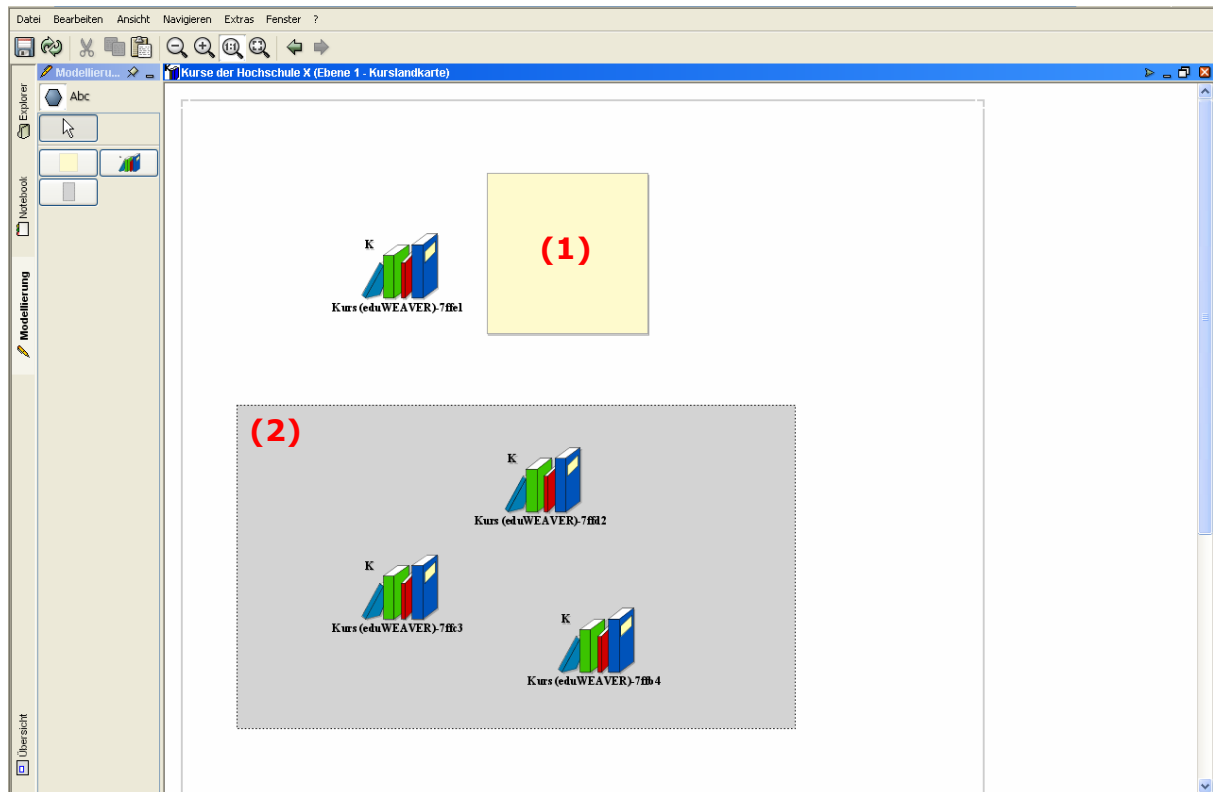 Datei Bearbeiten Ansicht Navigieren Extras Fenster ?
Modellieru... Kurse der Hochschule X (Ebene 1 - Kurslandkarte)
Explorer
Abc
Notebook
Modellierung
Übersicht
(1)
K
Kurs (eduWEAVER)-7ffe1
(2)
K
Kurs (eduWEAVER)-7ffd2
K
Kurs (eduWEAVER)-7ffc3
K
Kurs (eduWEAVER)-7ffb4